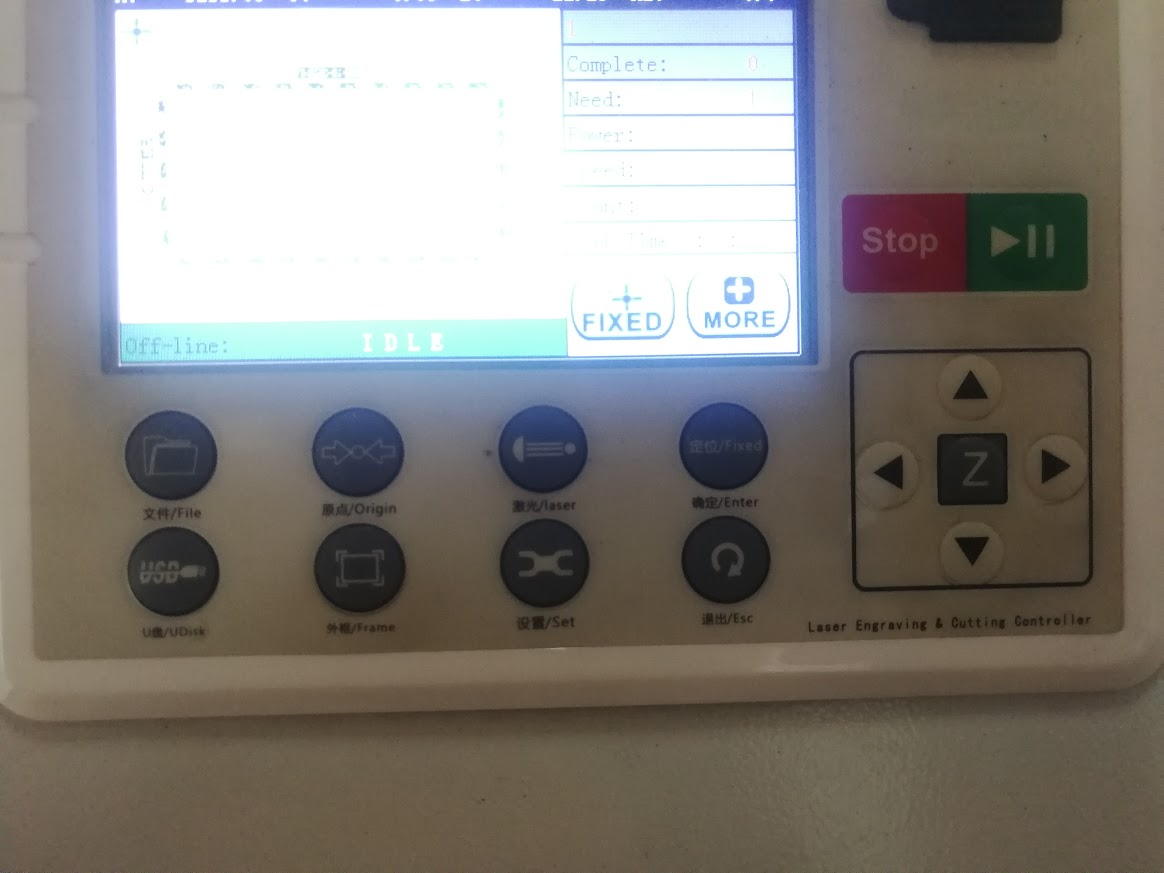 Complete: 0
Need:
Power:
FIXED
MORE
Off-line: IDLE
Stop
Z
定位/Fixed
文件/File
原点/Origin
激光/laser
确定/Enter
USB
U盘/UDisk
外框/Frame
设置/Set
退出/Esc
Laser Engraving & Cutting Controller